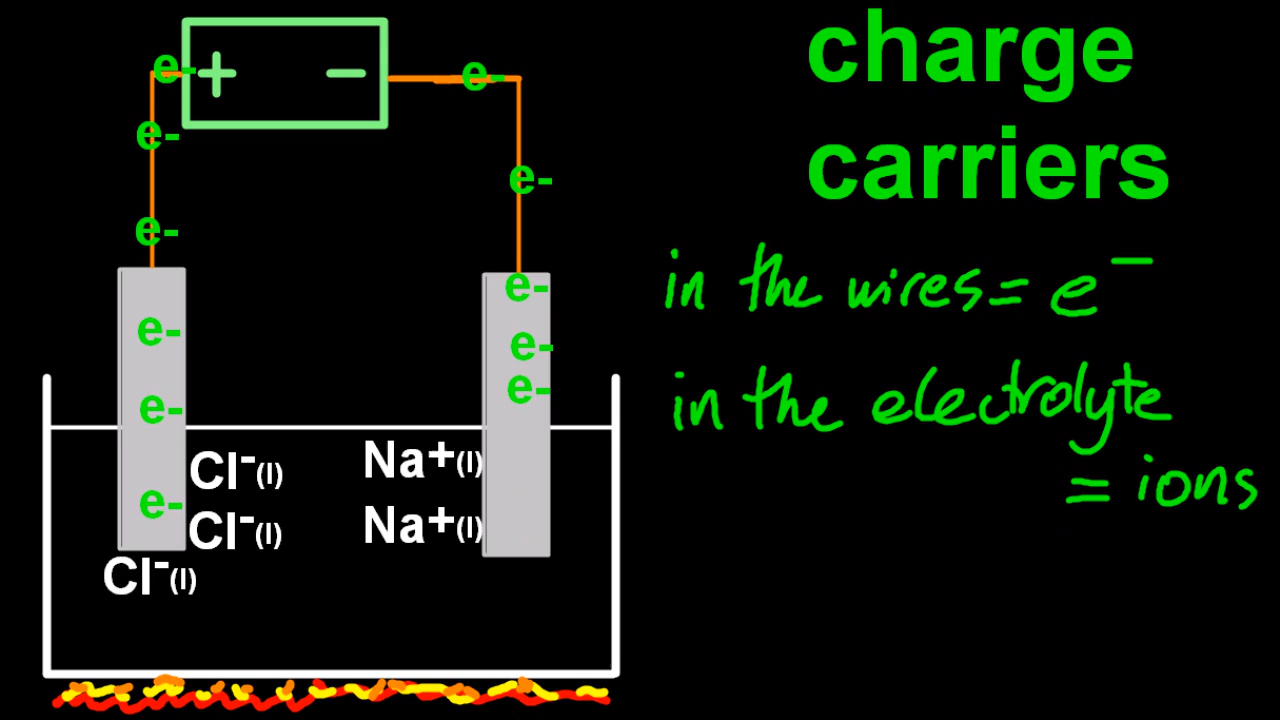 charge
carriers
in the wires = e⁻
in the electrolyte
= ions
+ −
e-
e-
e-
e-
e-
e-
e-
e-
e-
e-
e-
Cl⁻(l)
Cl⁻(l)
Cl⁻(l)
Na⁺(l)
Na⁺(l)